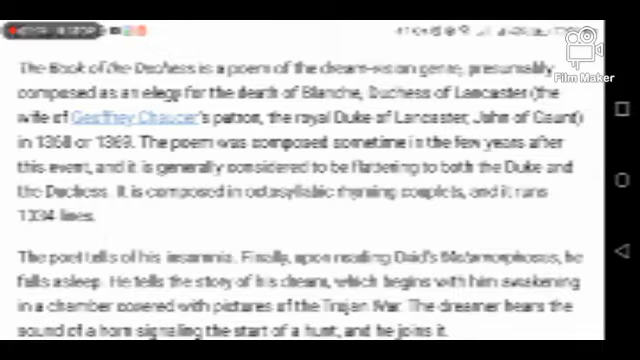 Film Maker
The Book of the Duchess is a poem of the dream-vision genre, presumably
composed as an elegy for the death of Blanche, Duchess of Lancaster (the
wife of Geoffrey Chaucer's patron, the royal Duke of Lancaster, John of Gaunt)
in 1368 or 1369. The poem was composed sometime in the few years after
this event, and it is generally considered to be flattering to both the Duke and
the Duchess. It is composed in octosyllabic rhyming couplets, and it runs
1334 lines.
The poet tells of his insomnia. Finally, upon reading Ovid's Metamorphoses, he
falls asleep. He tells the story of his dream, which begins with him awakening
in a chamber covered with pictures of the Trojan War. The dreamer hears the
sound of a horn signaling the start of a hunt, and he joins it.